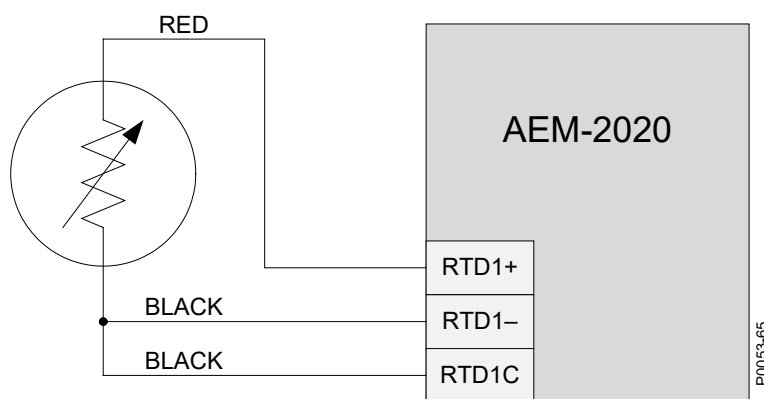 RED
AEM-2020
RTD1+
BLACK
RTD1–
BLACK
RTD1C
P0053-65